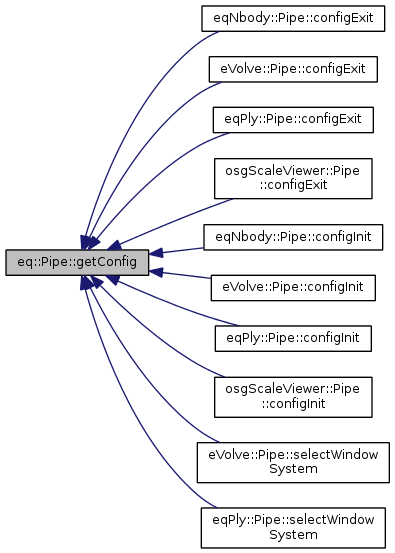 eqNbody::Pipe::configExit
eVolve::Pipe::configExit
eqPly::Pipe::configExit
osgScaleViewer::Pipe
::configExit
eqNbody::Pipe::configInit
eq::Pipe::getConfig
eVolve::Pipe::configInit
eqPly::Pipe::configInit
osgScaleViewer::Pipe
::configInit
eVolve::Pipe::selectWindow
System
eqPly::Pipe::selectWindow
System